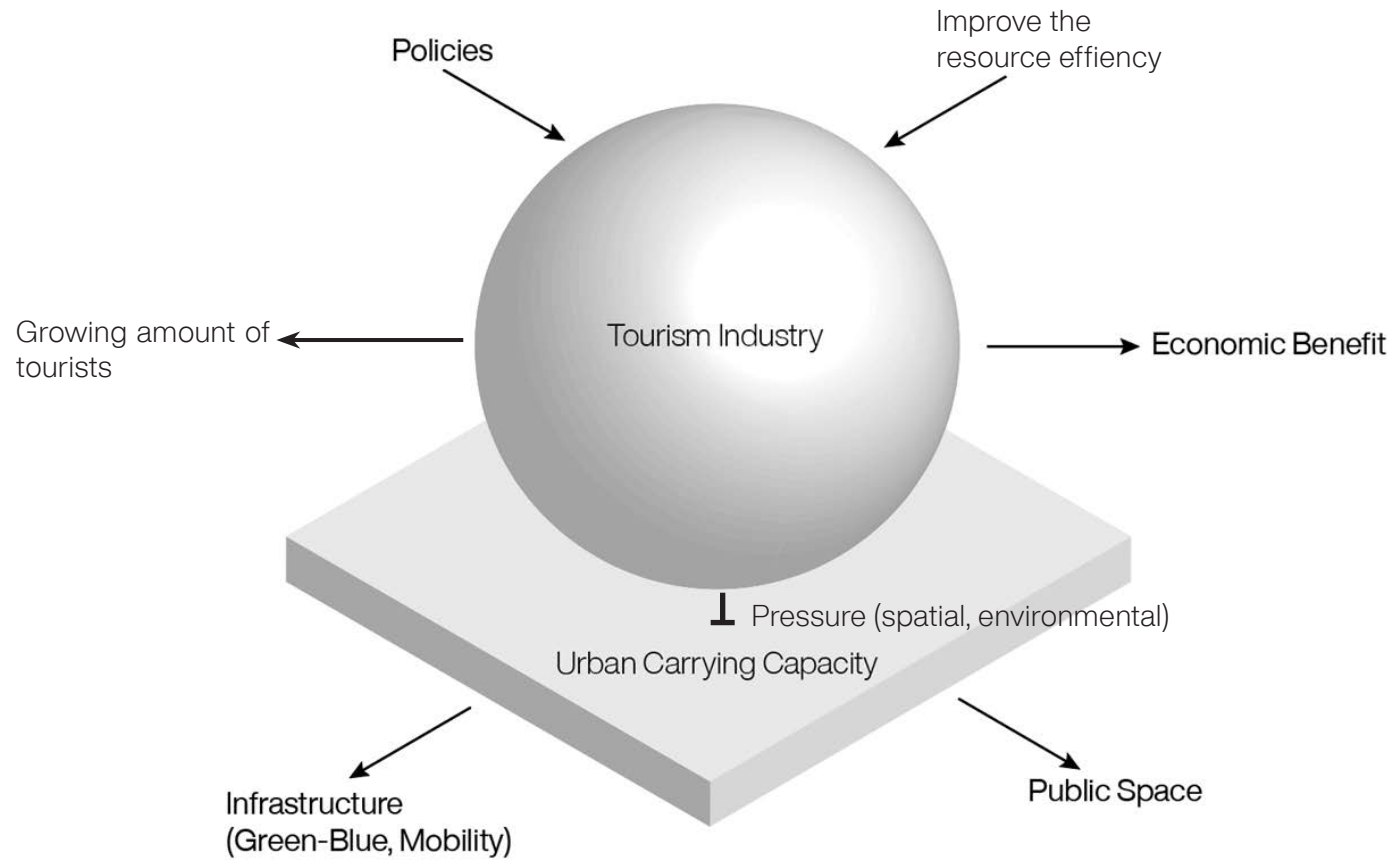 Policies
Improve the
resource effiency
Growing amount of
tourists
Tourism Industry
Economic Benefit
Pressure (spatial, environmental)
Urban Carrying Capacity
Infrastructure
(Green-Blue, Mobility)
Public Space